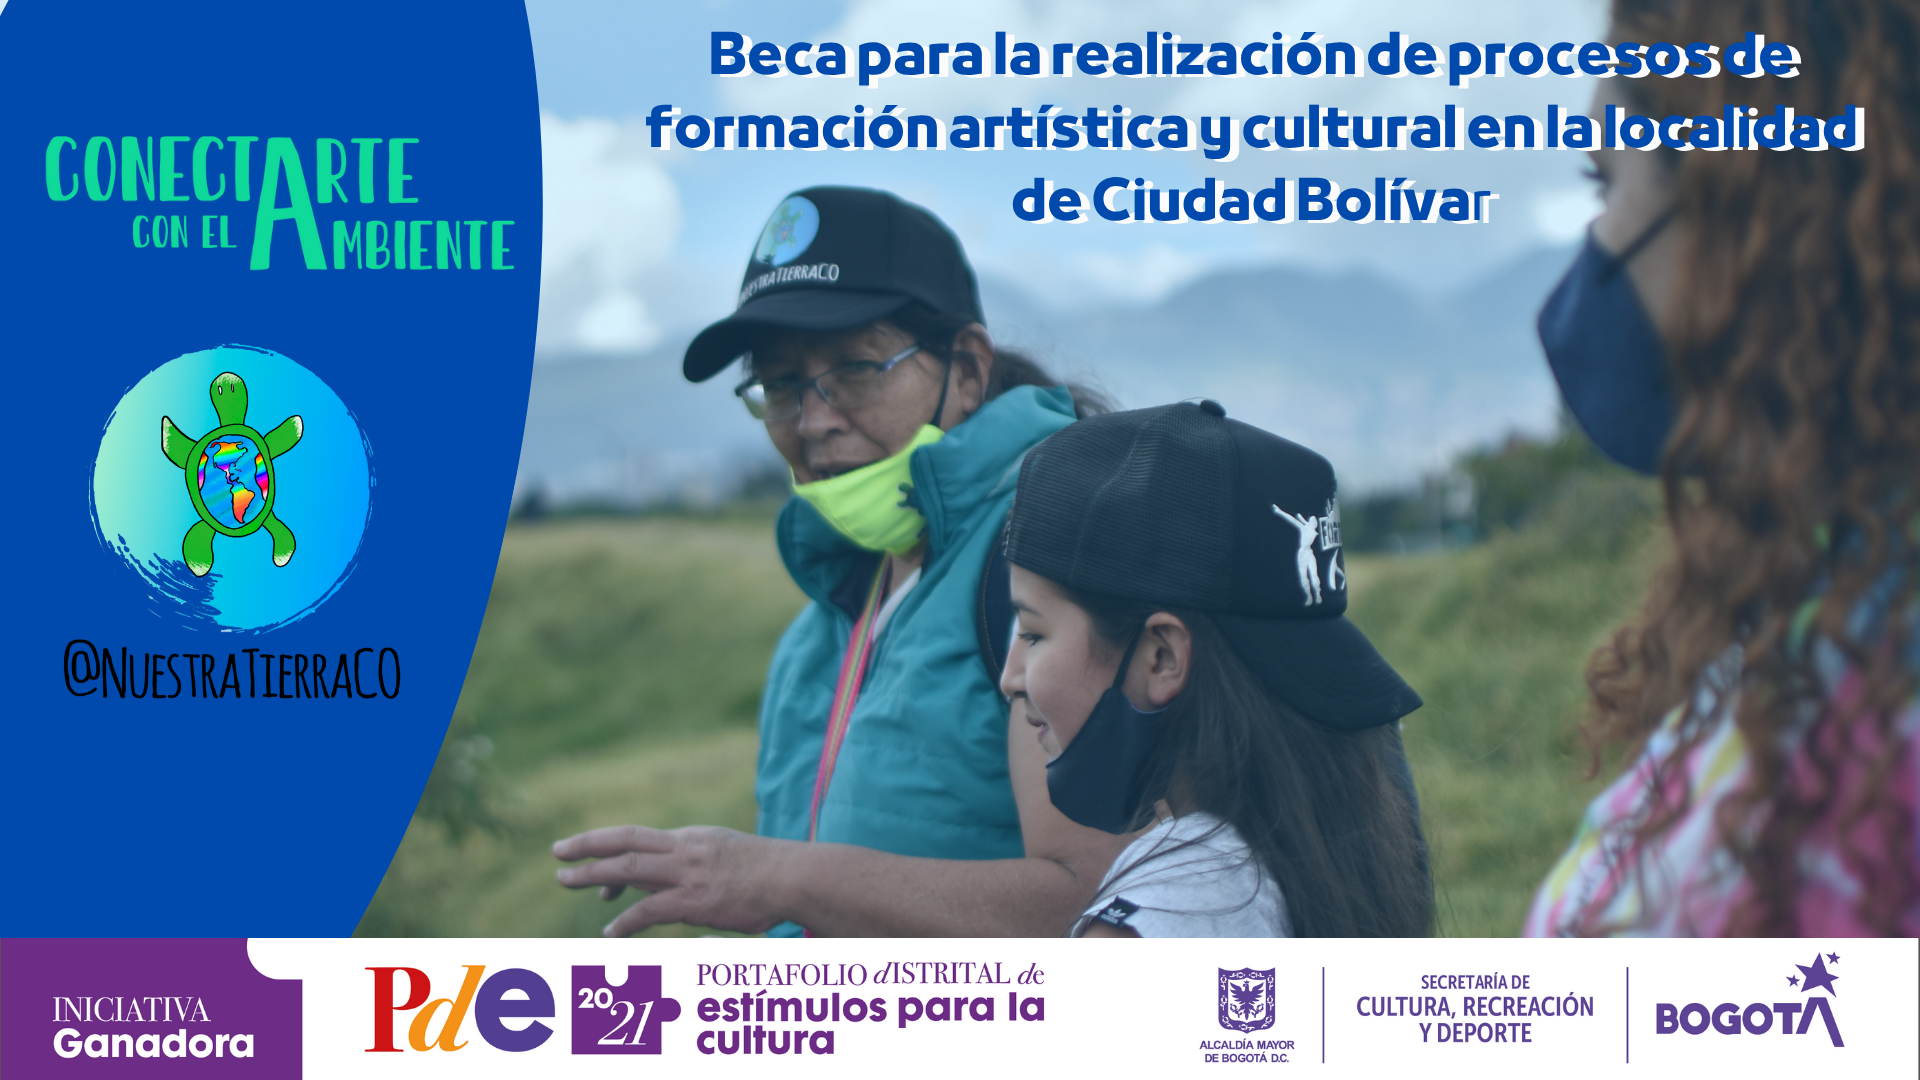 Beca para la realización de procesos de
formación artística y cultural en la localidad
de Ciudad Bolívar
CONECTARTE
CON EL AMBIENTE
@NUESTRATIERRACO
NUESTRATIERRACO
INICIATIVA
Ganadora
PdE
2021
PORTAFOLIO dISTRITAL de
estímulos para la
cultura
ALCALDÍA MAYOR
DE BOGOTÁ D.C.
SECRETARÍA DE
CULTURA, RECREACIÓN
Y DEPORTE
BOGOTÁ